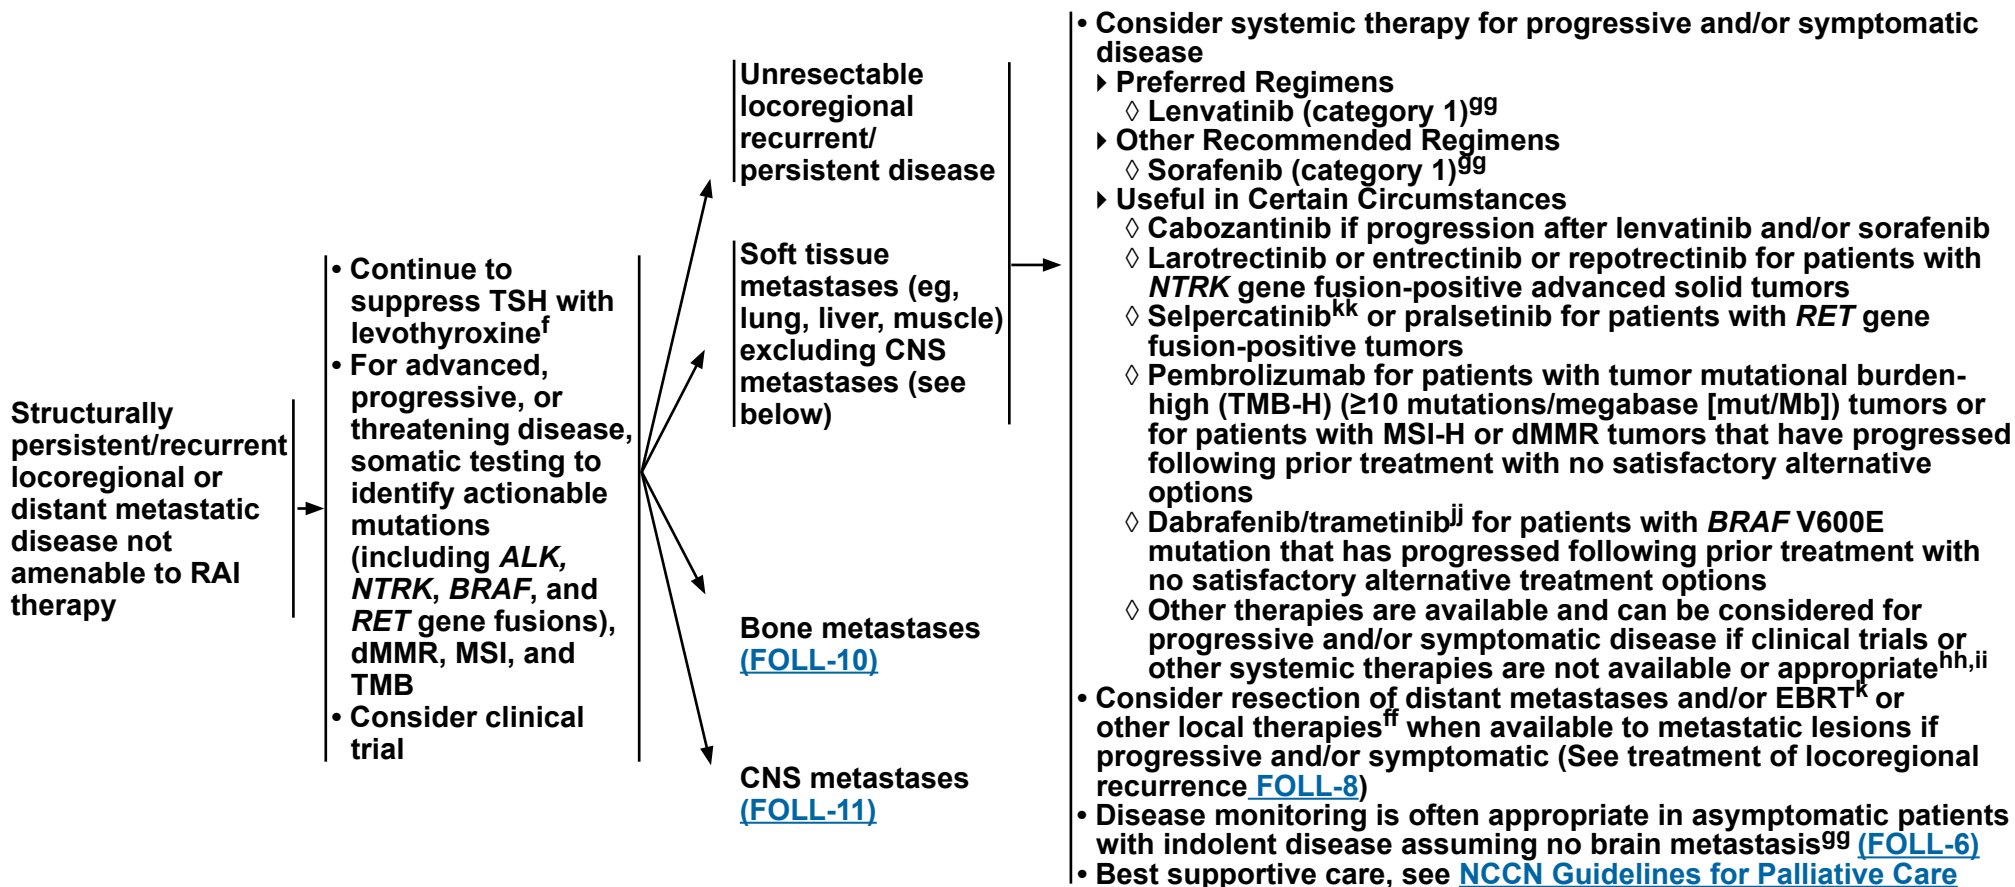 Structurally
persistent/recurrent
locoregional or
distant metastatic
disease not
amenable to RAI
therapy
• Continue to
suppress TSH with
levothyroxinef
• For advanced,
progressive, or
threatening disease,
somatic testing to
identify actionable
mutations
(including ALK,
NTRK, BRAF, and
RET gene fusions),
dMMR, MSI, and
TMB
• Consider clinical
trial
Unresectable
locoregional
recurrent/
persistent disease
Soft tissue
metastases (eg,
lung, liver, muscle)
excluding CNS
metastases (see
below)
Bone metastases
(FOLL-10)
CNS metastases
(FOLL-11)
• Consider systemic therapy for progressive and/or symptomatic
disease
▸ Preferred Regimens
◊ Lenvatinib (category 1)gg
▸ Other Recommended Regimens
◊ Sorafenib (category 1)gg
▸ Useful in Certain Circumstances
◊ Cabozantinib if progression after lenvatinib and/or sorafenib
◊ Larotrectinib or entrectinib or repotrectinib for patients with
NTRK gene fusion-positive advanced solid tumors
◊ Selpercatinibkk or pralsetinib for patients with RET gene
fusion-positive tumors
◊ Pembrolizumab for patients with tumor mutational burden-
high (TMB-H) (≥10 mutations/megabase [mut/Mb]) tumors or
for patients with MSI-H or dMMR tumors that have progressed
following prior treatment with no satisfactory alternative
options
◊ Dabrafenib/trametinibjj for patients with BRAF V600E
mutation that has progressed following prior treatment with
no satisfactory alternative treatment options
◊ Other therapies are available and can be considered for
progressive and/or symptomatic disease if clinical trials or
other systemic therapies are not available or appropriatehh,ii
• Consider resection of distant metastases and/or EBRTk or
other local therapiesff when available to metastatic lesions if
progressive and/or symptomatic (See treatment of locoregional
recurrence FOLL-8)
• Disease monitoring is often appropriate in asymptomatic patients
with indolent disease assuming no brain metastasisgg (FOLL-6)
• Best supportive care, see NCCN Guidelines for Palliative Care